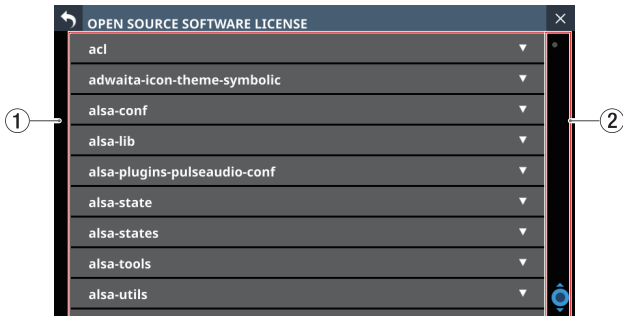 OPEN SOURCE SOFTWARE LICENSE
acl
adwaita-icon-theme-symbolic
alsa-conf
1
2
alsa-lib
alsa-plugins-pulseaudio-conf
alsa-state
alsa-states
alsa-tools
alsa-utils